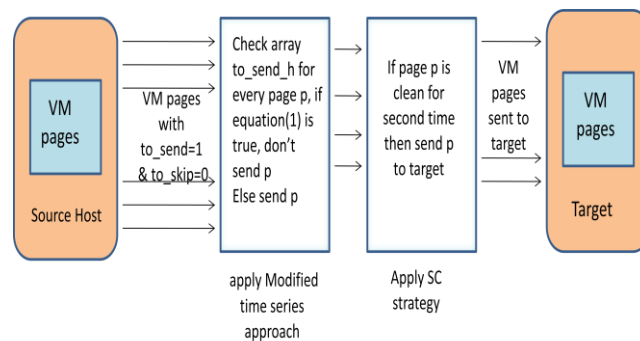 VM
pages
Source Host
VM pages
with
to_send=1
& to_skip=0
Check array
to_send_h for
every page p, if
equation(1) is
true, don't
send p
Else send p
apply Modified
time series
approach
If page p is
clean for
second time
then send p
to target
Apply SC
strategy
VM
pages
sent to
target
VM
pages
Target